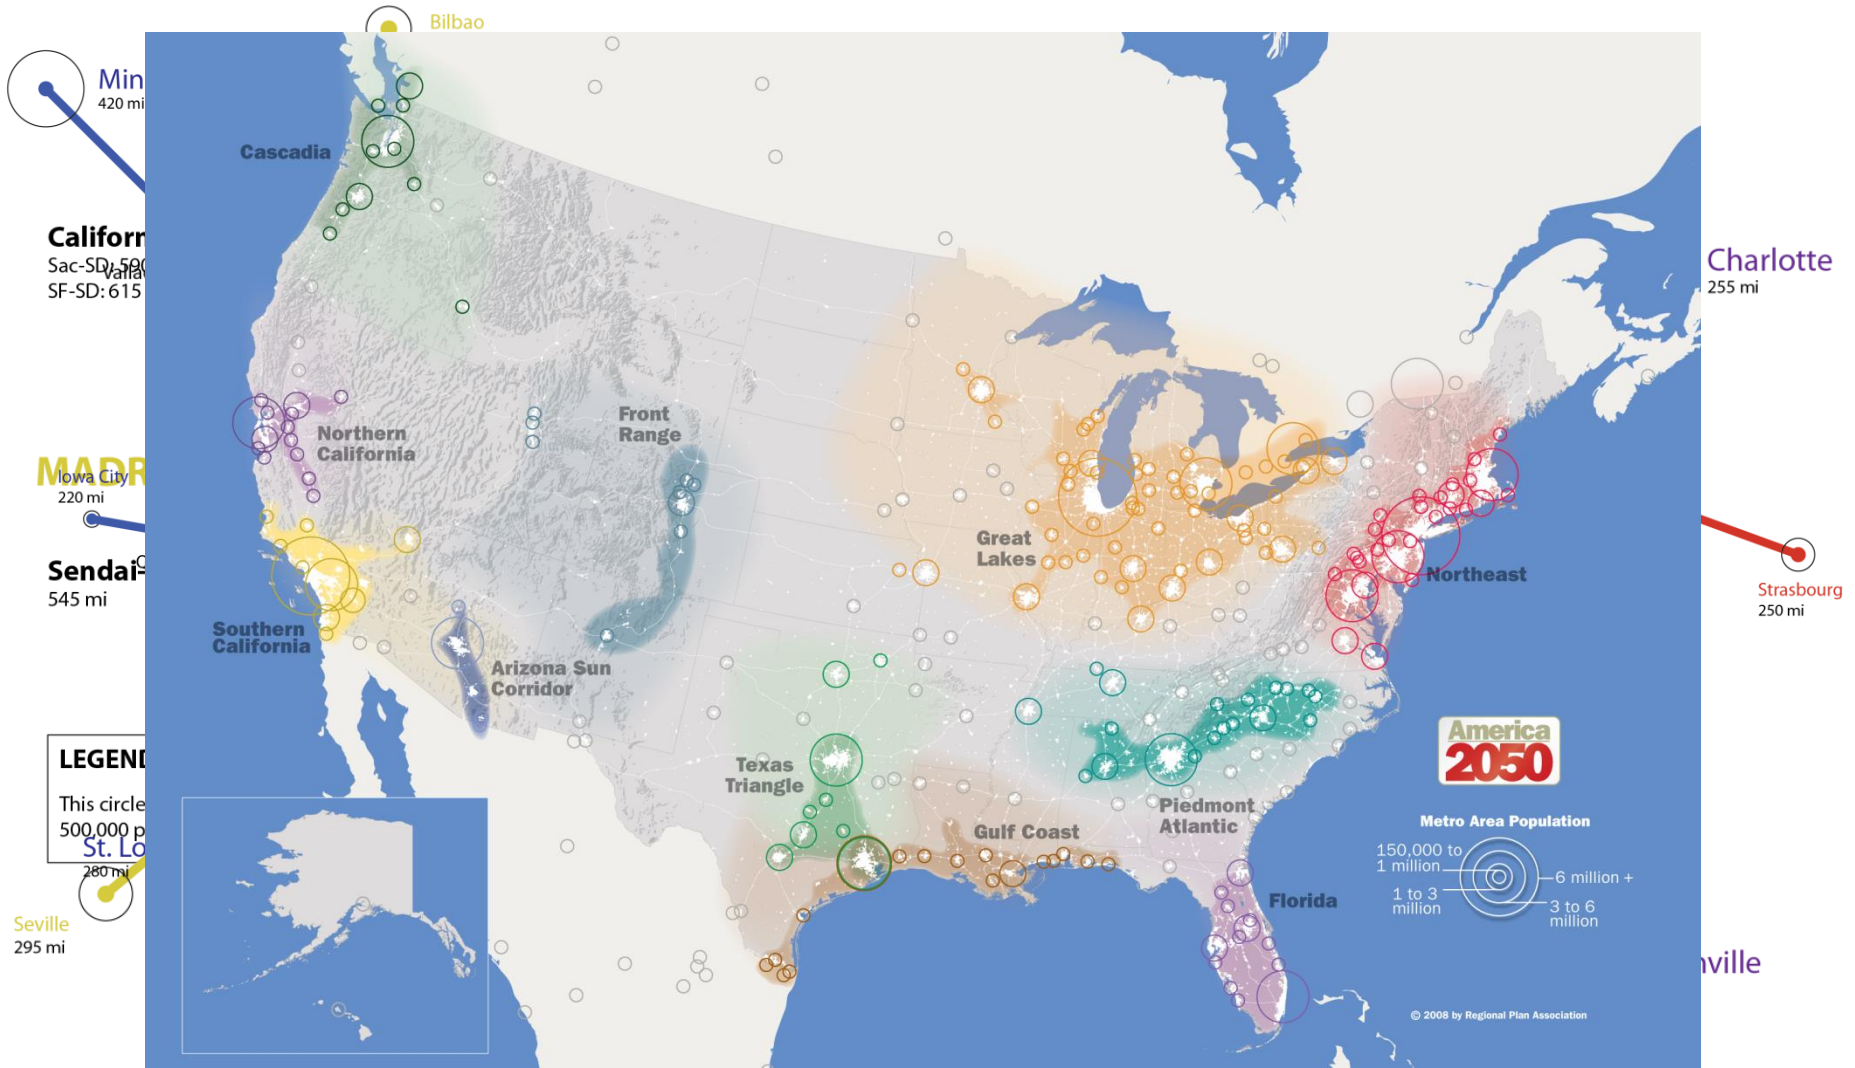 Bilbao
Min
420 mi
Cascadia
Californ
Sac-SD: 590
SF-SD: 615
Charlotte
255 mi
Front
Range
Northern
California
MADR
Iowa City
220 mi
Great
Lakes
Sendai-
545 mi
Northeast
Strasbourg
250 mi
Southern
California
Arizona Sun
Corridor
America
2050
LEGEND
This circle
500,000 p
St. Lo
280 mi
Seville
295 mi
Texas
Triangle
Gulf Coast
Piedmont
Atlantic
Florida
Metro Area Population
150,000 to
1 million
1 to 3
million
6 million +
3 to 6
million
ville
© 2008 by Regional Plan Association